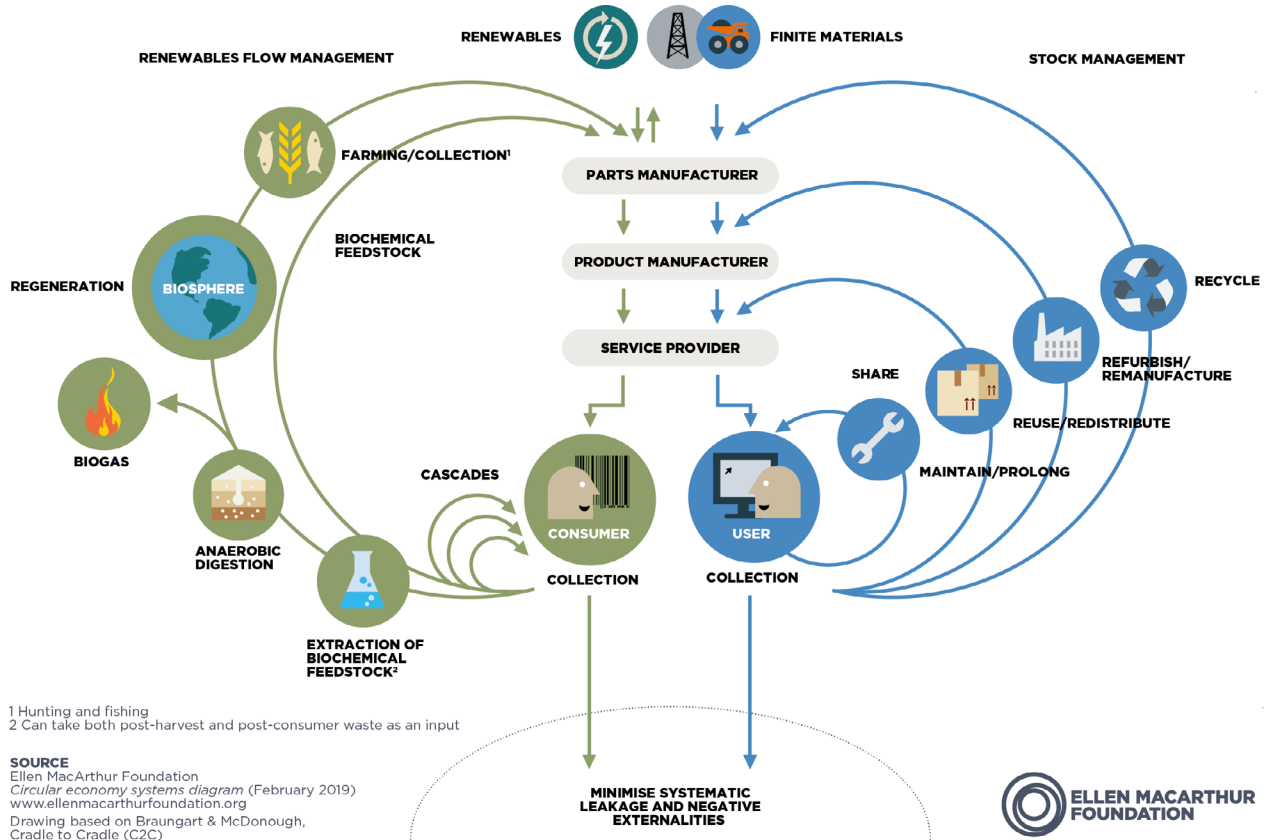 RENEWABLES
FINITE MATERIALS
RENEWABLES FLOW MANAGEMENT
STOCK MANAGEMENT
FARMING/COLLECTION¹
PARTS MANUFACTURER
BIOCHEMICAL
FEEDSTOCK
PRODUCT MANUFACTURER
REGENERATION
BIOSPHERE
RECYCLE
SERVICE PROVIDER
REFURBISH/
REMANUFACTURE
SHARE
REUSE/REDISTRIBUTE
BIOGAS
MAINTAIN/PROLONG
CASCADES
CONSUMER
USER
ANAEROBIC
DIGESTION
COLLECTION
COLLECTION
EXTRACTION OF
BIOCHEMICAL
FEEDSTOCK²
1 Hunting and fishing
2 Can take both post-harvest and post-consumer waste as an input
SOURCE
Ellen MacArthur Foundation
Circular economy systems diagram (February 2019)
www.ellenmacarthurfoundation.org
Drawing based on Braungart & McDonough,
Cradle to Cradle (C2C)
MINIMISE SYSTEMATIC
LEAKAGE AND NEGATIVE
EXTERNALITIES
ELLEN MACARTHUR
FOUNDATION